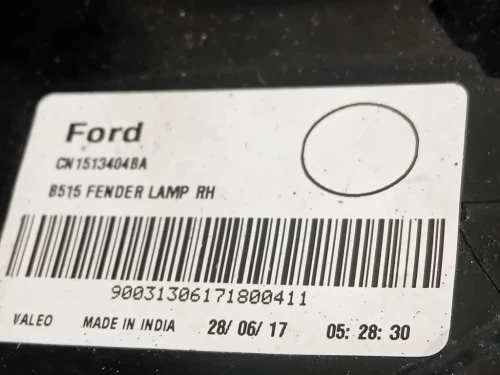 Ford
CN1513404BA
B515 FENDER LAMP RH
90031306171800411
VALEO MADE IN INDIA 28/ 06/ 17 05: 28: 30